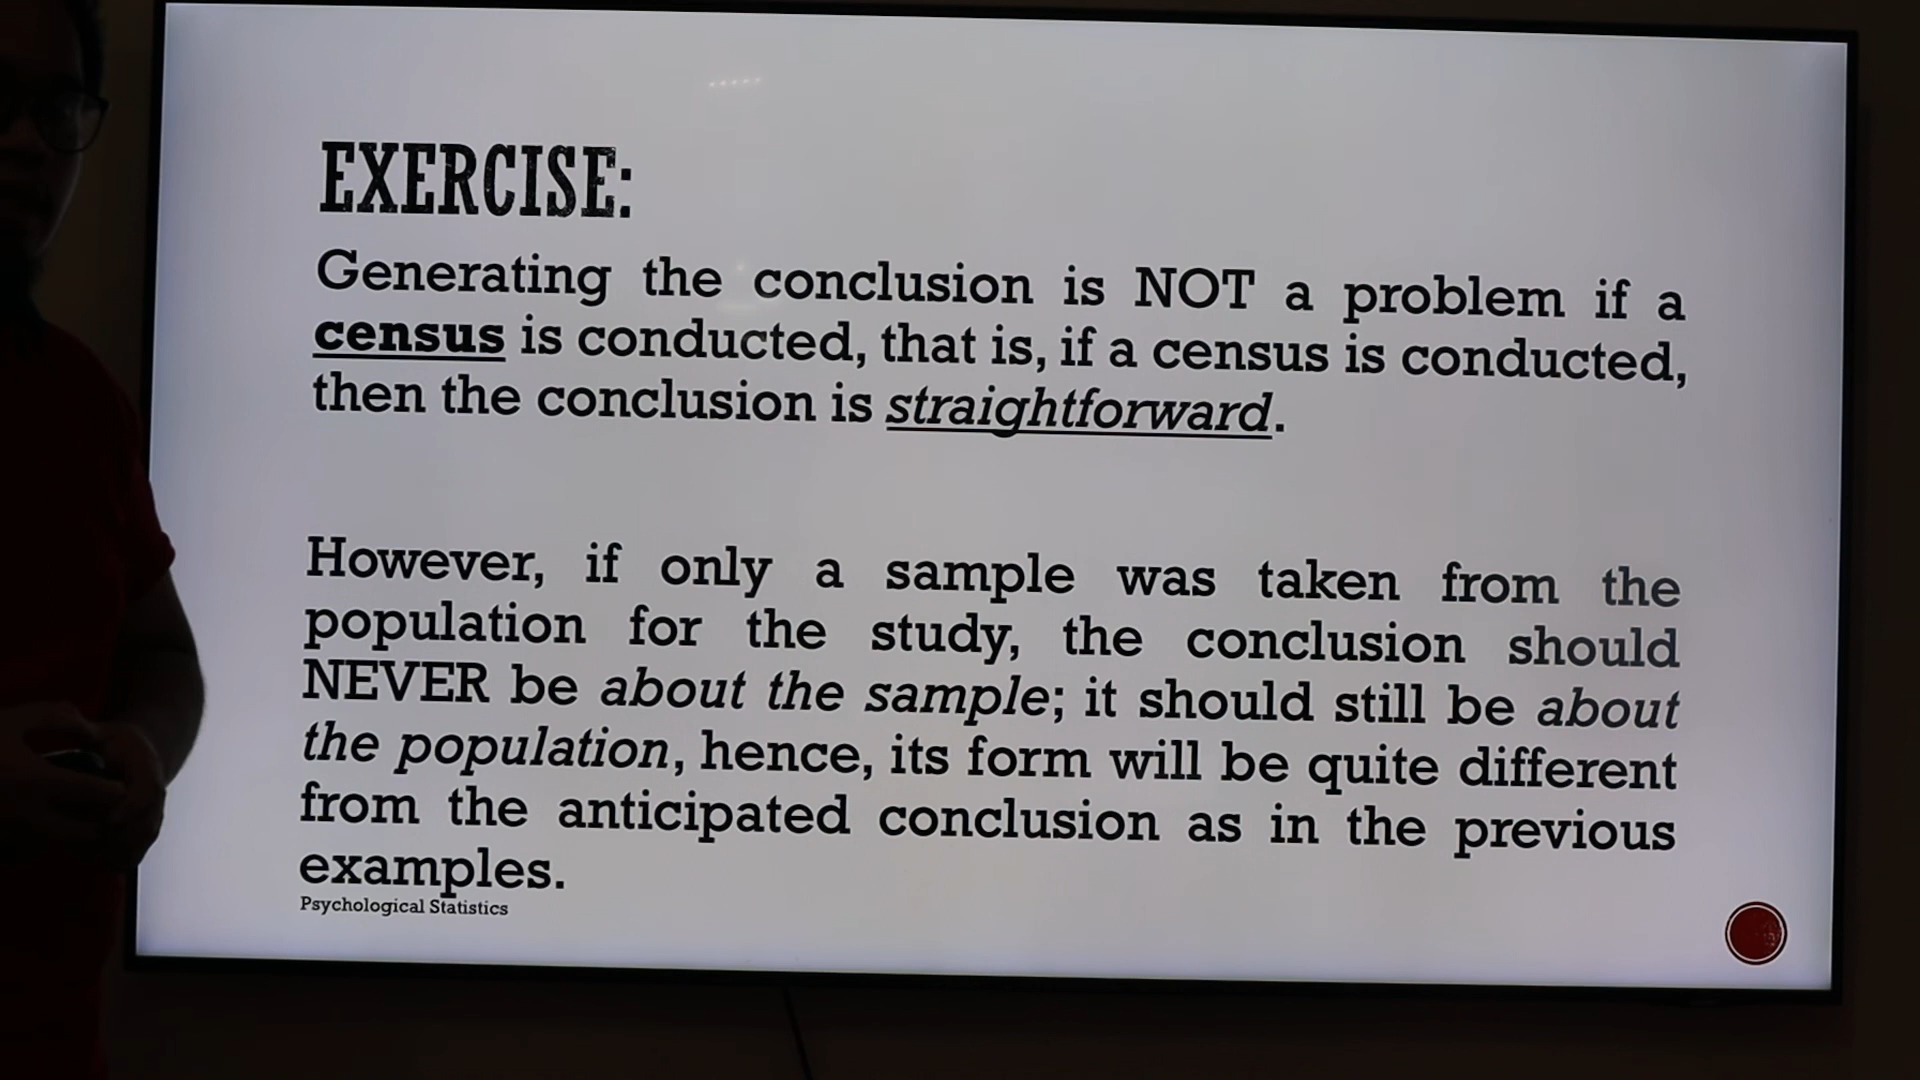 EXERCISE:
Generating the conclusion is NOT a problem if a
census is conducted, that is, if a census is conducted,
then the conclusion is straightforward.
However, if only a sample was taken from the
population for the study, the conclusion should
NEVER be about the sample; it should still be about
the population, hence, its form will be quite different
from the anticipated conclusion as in the previous
examples.
Psychological Statistics